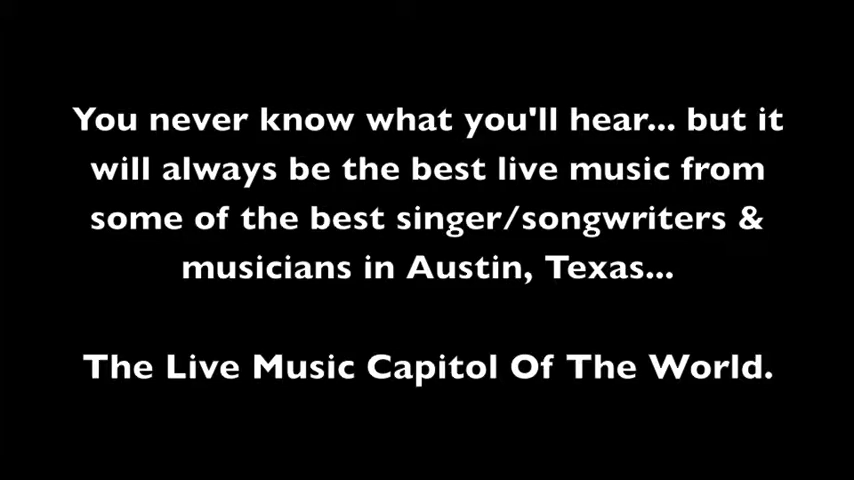 You never know what you'll hear... but it
will always be the best live music from
some of the best singer/songwriters &
musicians in Austin, Texas...
The Live Music Capitol Of The World.